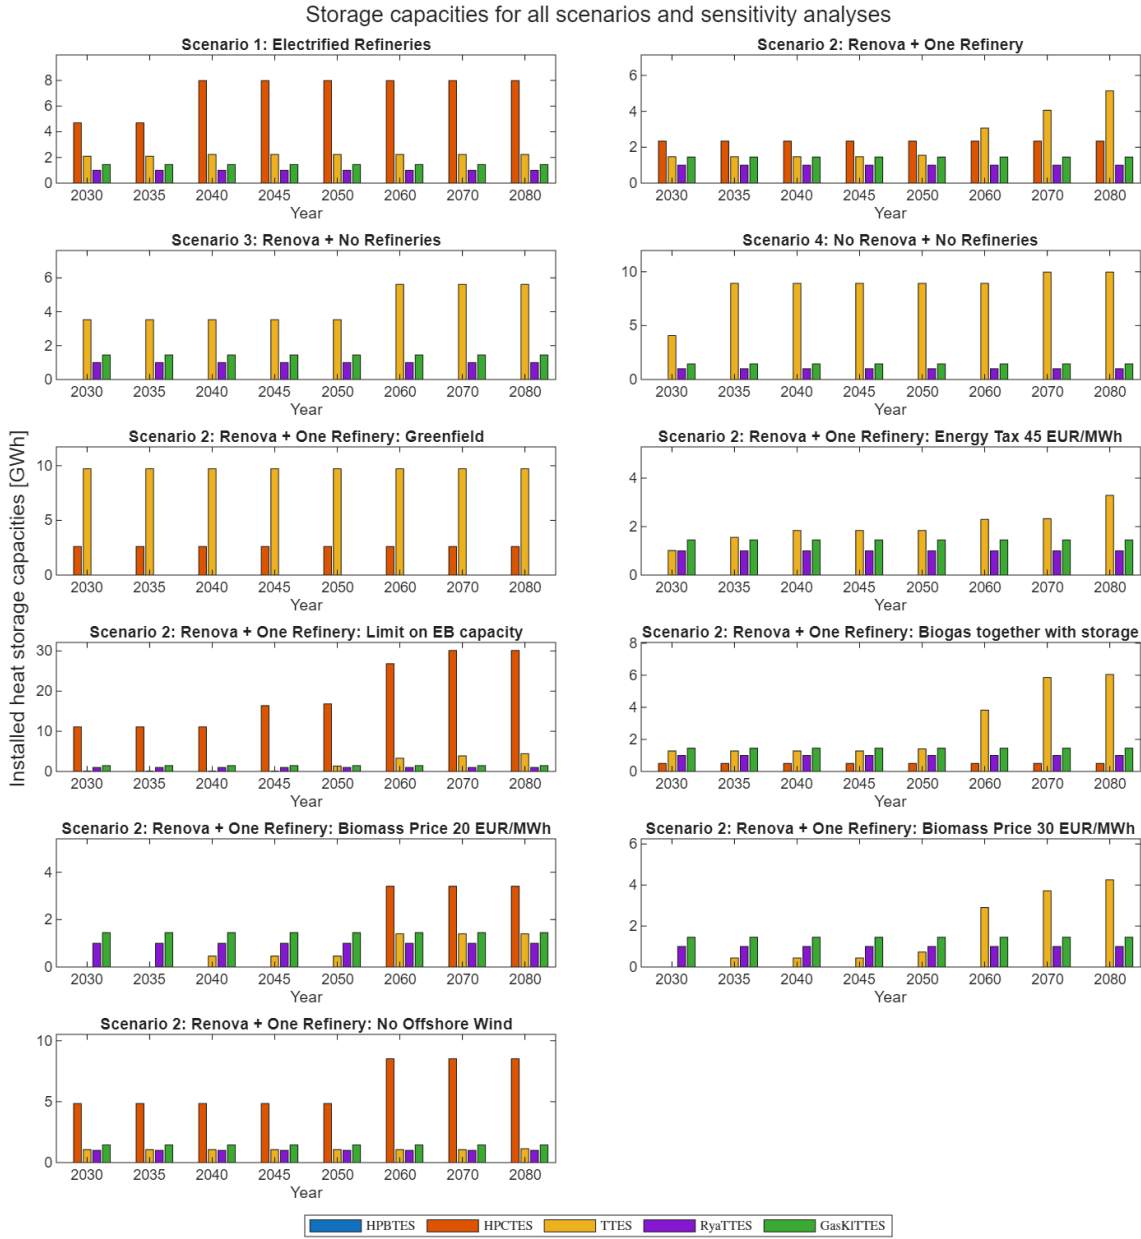 Storage capacities for all scenarios and sensitivity analyses
Installed heat storage capacities [GWh]
Scenario 1: Electrified Refineries
8
6
4
2
0
2030 2035 2040 2045 2050 2060 2070 2080
Year
Scenario 2: Renova + One Refinery
6
4
2
0
2030 2035 2040 2045 2050 2060 2070 2080
Year
Scenario 3: Renova + No Refineries
6
4
2
0
2030 2035 2040 2045 2050 2060 2070 2080
Year
Scenario 4: No Renova + No Refineries
10
5
0
2030 2035 2040 2045 2050 2060 2070 2080
Year
Scenario 2: Renova + One Refinery: Greenfield
10
5
0
2030 2035 2040 2045 2050 2060 2070 2080
Year
Scenario 2: Renova + One Refinery: Energy Tax 45 EUR/MWh
4
2
0
2030 2035 2040 2045 2050 2060 2070 2080
Year
Scenario 2: Renova + One Refinery: Limit on EB capacity
30
20
10
0
2030 2035 2040 2045 2050 2060 2070 2080
Year
Scenario 2: Renova + One Refinery: Biogas together with storage
8
6
4
2
0
2030 2035 2040 2045 2050 2060 2070 2080
Year
Scenario 2: Renova + One Refinery: Biomass Price 20 EUR/MWh
4
2
0
2030 2035 2040 2045 2050 2060 2070 2080
Year
Scenario 2: Renova + One Refinery: Biomass Price 30 EUR/MWh
6
4
2
0
2030 2035 2040 2045 2050 2060 2070 2080
Year
Scenario 2: Renova + One Refinery: No Offshore Wind
10
5
0
2030 2035 2040 2045 2050 2060 2070 2080
Year
HPBTES HPCTES TTES RyaTTES GasKlTTES